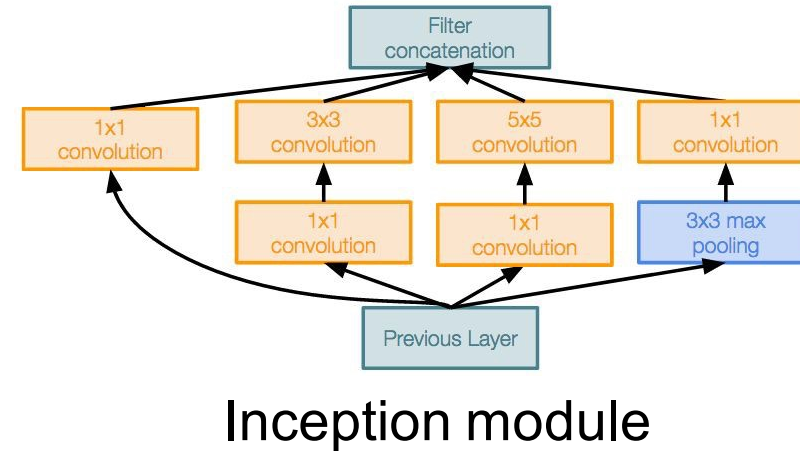 Filter
concatenation
1x1
convolution
3x3
convolution
5x5
convolution
1x1
convolution
1x1
convolution
1x1
convolution
3x3 max
pooling
Previous Layer
Inception module